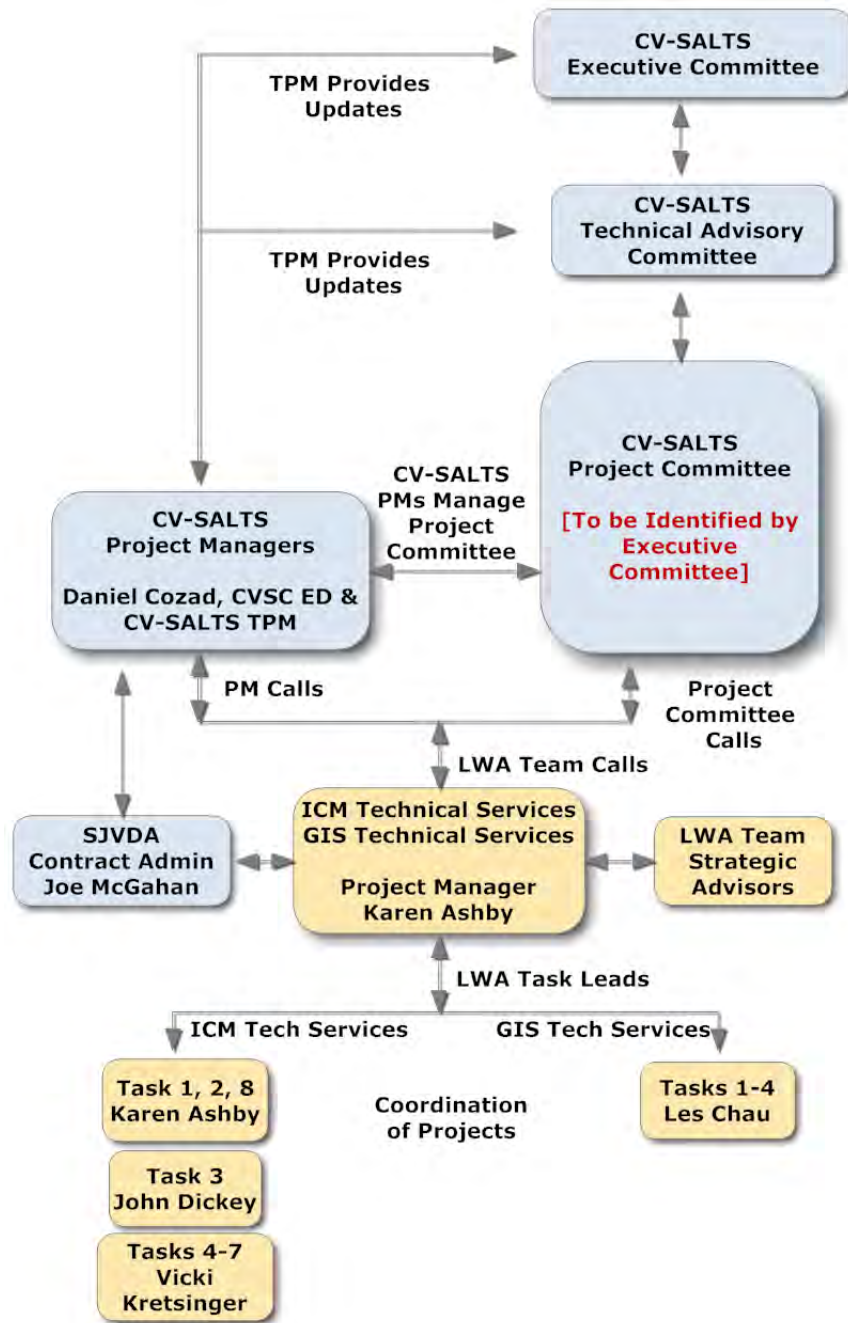 CV-SALTS
Executive Committee
TPM Provides
Updates
CV-SALTS
Technical Advisory
Committee
TPM Provides
Updates
CV-SALTS
Project Committee
[To be Identified by
Executive
Committee]
CV-SALTS
PMs Manage
Project
Committee
CV-SALTS
Project Managers
Daniel Cozad, CVSC ED &
CV-SALTS TPM
PM Calls
Project
Committee
Calls
LWA Team Calls
SJVDA
Contract Admin
Joe McGahan
ICM Technical Services
GIS Technical Services
Project Manager
Karen Ashby
LWA Team
Strategic
Advisors
LWA Task Leads
ICM Tech Services
GIS Tech Services
Task 1, 2, 8
Karen Ashby
Coordination
of Projects
Tasks 1-4
Les Chau
Task 3
John Dickey
Tasks 4-7
Vicki
Kretsinger